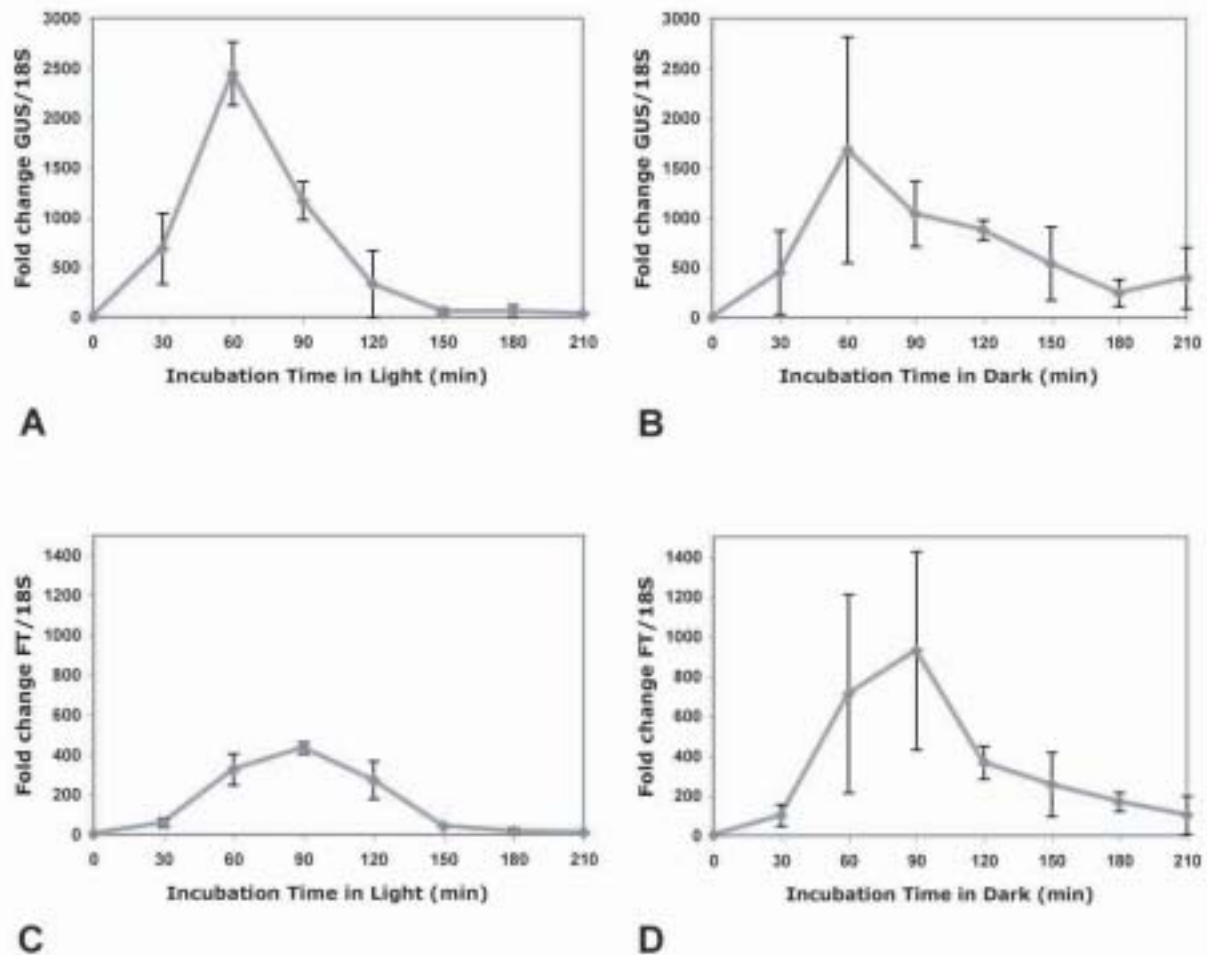 3000
2500
2000
1500
1000
500
0
Fold change GUS/18S
0 30 60 90 120 150 180 210
Incubation Time in Light (min)
A
3000
2500
2000
1500
1000
500
0
Fold change GUS/18S
0 30 60 90 120 150 180 210
Incubation Time in Dark (min)
B
1400
1200
1000
800
600
400
200
0
Fold change FT/18S
0 30 60 90 120 150 180 210
Incubation Time in Light (min)
C
1400
1200
1000
800
600
400
200
0
Fold change FT/18S
0 30 60 90 120 150 180 210
Incubation Time in Dark (min)
D